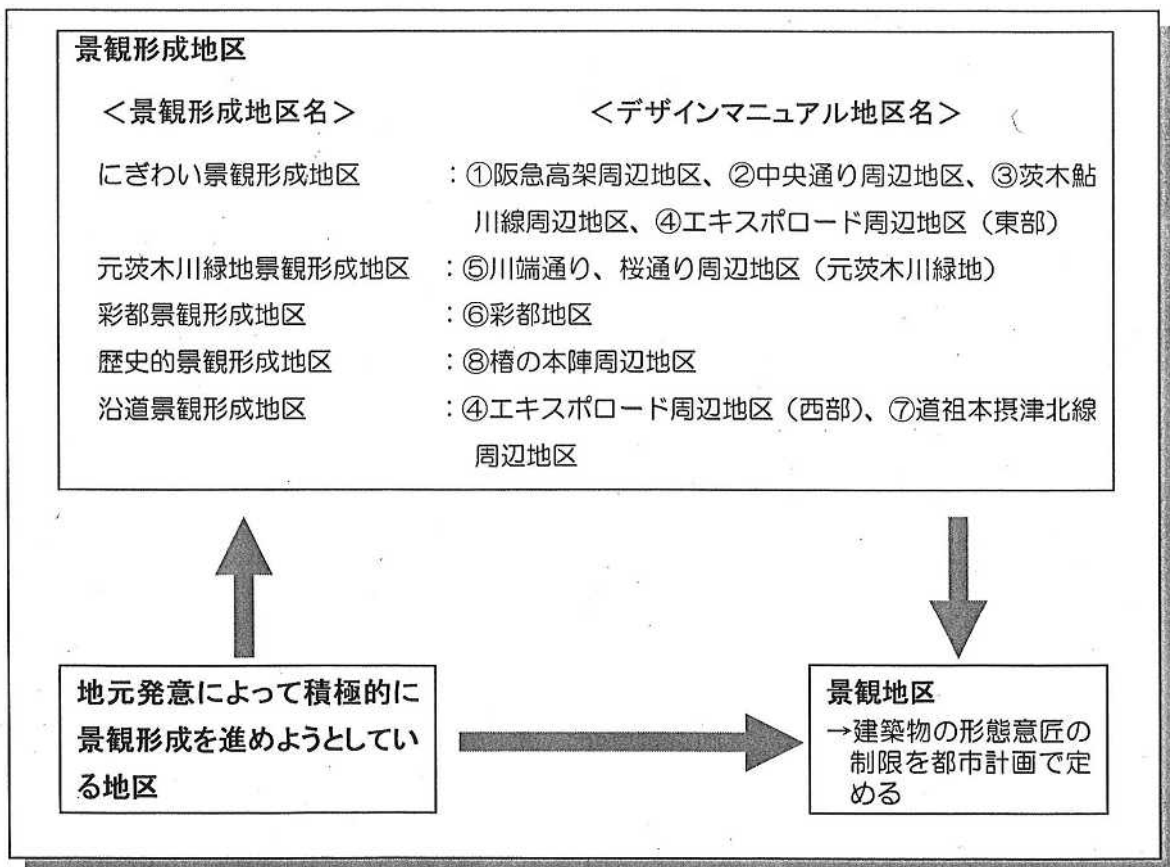 景観形成地区
＜景観形成地区名＞ ＜デザインマニュアル地区名＞
にぎわい景観形成地区 ：①阪急高架周辺地区、②中央通り周辺地区、③茨木鮎
川線周辺地区、④エキスポロード周辺地区（東部）
元茨木川緑地景観形成地区 ：⑤川端通り、桜通り周辺地区（元茨木川緑地）
彩都景観形成地区 ：⑥彩都地区
歴史的景観形成地区 ：⑧椿の本陣周辺地区
沿道景観形成地区 ：④エキスポロード周辺地区（西部）、⑦道祖本摂津北線
周辺地区
地元発意によって積極的に
景観形成を進めようとしてい
る地区
景観地区
→建築物の形態意匠の
制限を都市計画で定
める